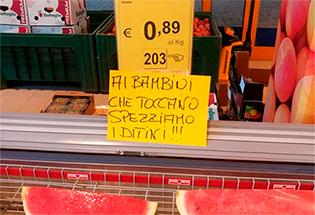 € 0,89
al Kg
203
AI BAMBINI
CHE TOCCANO
SPEZZIAMO
I DITINI !!!